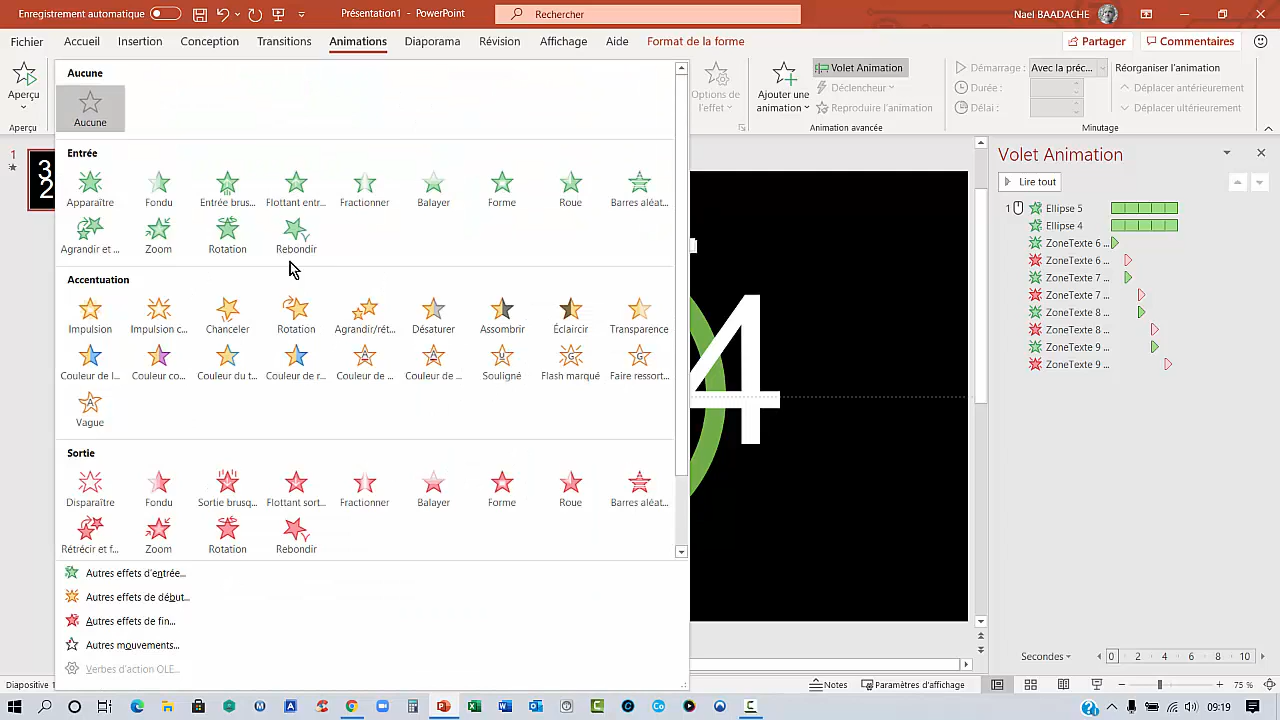 Enregistrement automatique
Présentation1 - PowerPoint
Rechercher
Nael BAADACHE
Fichier Accueil Insertion Conception Transitions Animations Diaporama Révision Affichage Aide Format de la forme
Partager Commentaires
Aperçu
Aperçu
Aucune
Aucune
Entrée
Apparaître Fondu Entrée brus... Flottant entr... Fractionner Balayer Forme Roue Barres aléat...
Agrandir et ... Zoom Rotation Rebondir
Accentuation
Impulsion Impulsion c... Chanceler Rotation Agrandir/rét... Désaturer Assombrir Éclaircir Transparence
Couleur de l... Couleur co... Couleur du t... Couleur de r... Couleur de ... Couleur de ... Souligné Flash marqué Faire ressort...
Vague
Sortie
Disparaître Fondu Sortie brusq... Flottant sort... Fractionner Balayer Forme Roue Barres aléat...
Rétrécir et f... Zoom Rotation Rebondir
Autres effets d'entrée...
Autres effets de début...
Autres effets de fin...
Autres mouvements...
Verbes d'action OLE...
Options de l'effet
Ajouter une animation
Volet Animation
Déclencheur
Reproduire l'animation
Animation avancée
Démarrage : Avec la préc...
Durée :
Délai :
Réorganiser l'animation
Déplacer antérieurement
Déplacer ultérieurement
Minutage
1
3
2
4
Volet Animation
Lire tout
1 Ellipse 5
Ellipse 4
ZoneTexte 6 ...
ZoneTexte 6 ...
ZoneTexte 7 ...
ZoneTexte 7 ...
ZoneTexte 8 ...
ZoneTexte 8 ...
ZoneTexte 9 ...
ZoneTexte 9 ...
Secondes 0 2 4 6 8 10
Diapositive 1
Notes Paramètres d'affichage 75 %
09:19